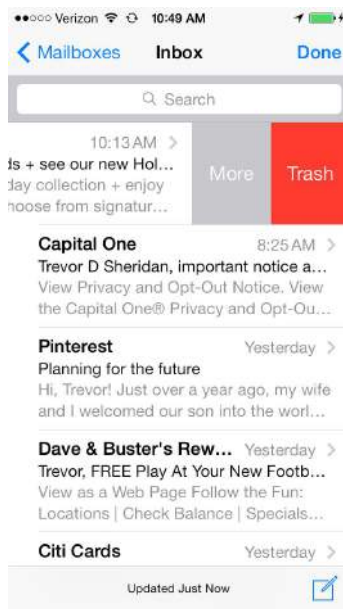 Verizon 10:49 AM
Mailboxes Inbox Done
Search
10:13 AM
ds + see our new Hol... More Trash
day collection + enjoy
hoose from signatur...
Capital One 8:25 AM
Trevor D Sheridan, important notice a...
View Privacy and Opt-Out Notice. View
the Capital One® Privacy and Opt-Ou...
Pinterest Yesterday
Planning for the future
Hi, Trevor! Just over a year ago, my wife
and I welcomed our son into the worl...
Dave & Buster's Rew... Yesterday
Trevor, FREE Play At Your New Footb...
View as a Web Page Follow the Fun:
Locations | Check Balance | Specials...
Citi Cards Yesterday
Updated Just Now